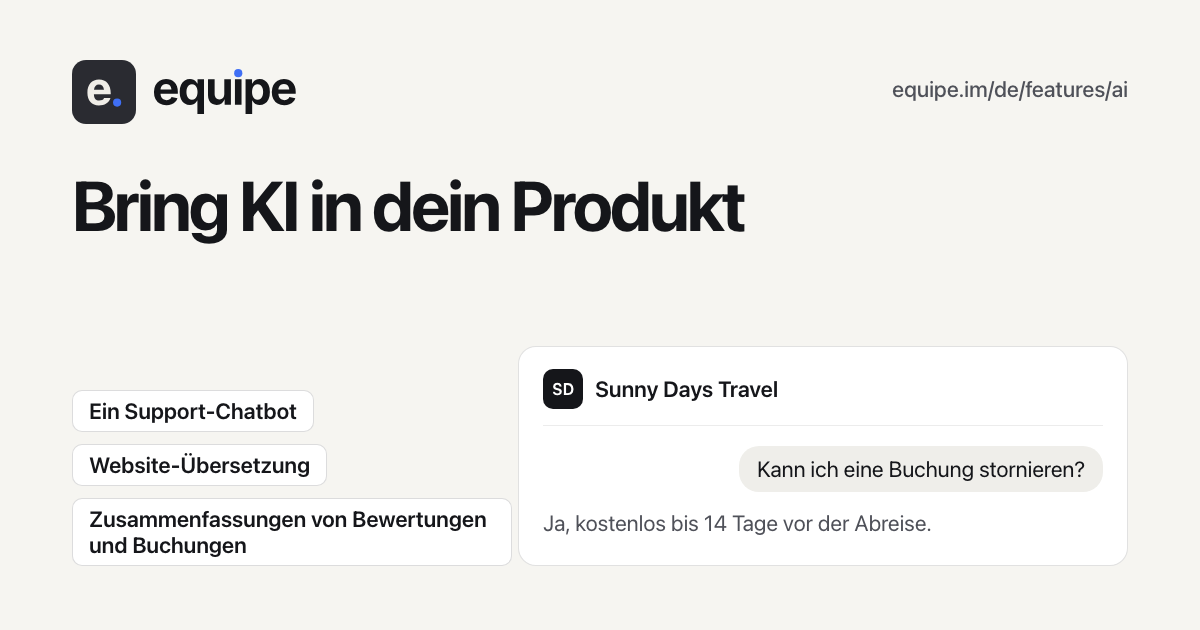 e.
equipe
equipe.im/de/features/ai
Bring KI in dein Produkt
Ein Support-Chatbot
Website-Übersetzung
Zusammenfassungen von Bewertungen
und Buchungen
SD
Sunny Days Travel
Kann ich eine Buchung stornieren?
Ja, kostenlos bis 14 Tage vor der Abreise.